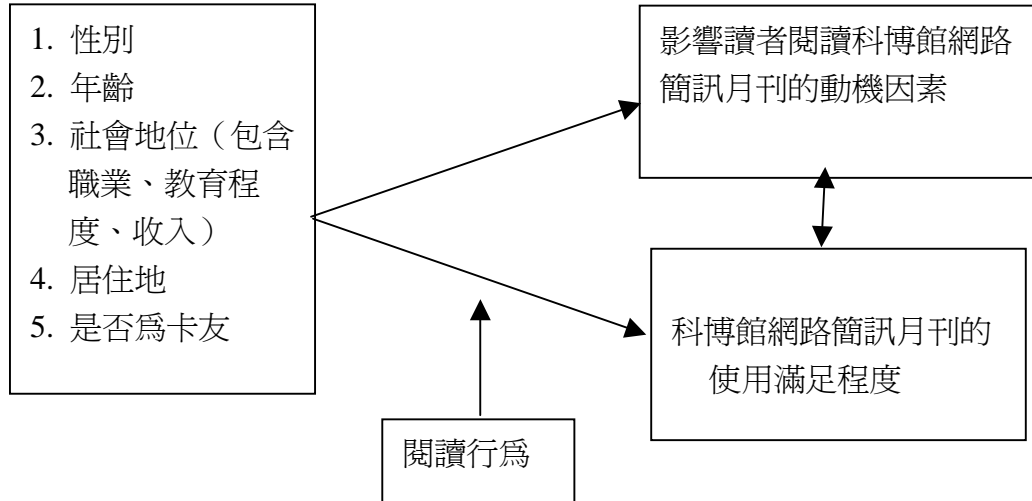 1. 性別
2. 年齡
3. 社會地位（包含
職業、教育程
度、收入）
4. 居住地
5. 是否爲卡友
影響讀者閱讀科博館網路
簡訊月刊的動機因素
科博館網路簡訊月刊的
使用滿足程度
閱讀行爲